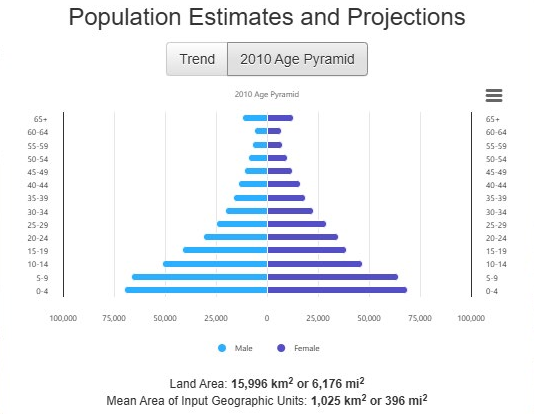 Population Estimates and Projections
Trend 2010 Age Pyramid
2010 Age Pyramid
65+ 65+
60-64 60-64
55-59 55-59
50-54 50-54
45-49 45-49
40-44 40-44
35-39 35-39
30-34 30-34
25-29 25-29
20-24 20-24
15-19 15-19
10-14 10-14
5-9 5-9
0-4 0-4
100,000 75,000 50,000 25,000 0 25,000 50,000 75,000 100,000
Male Female
Land Area: 15,996 km² or 6,176 mi²
Mean Area of Input Geographic Units: 1,025 km² or 396 mi²